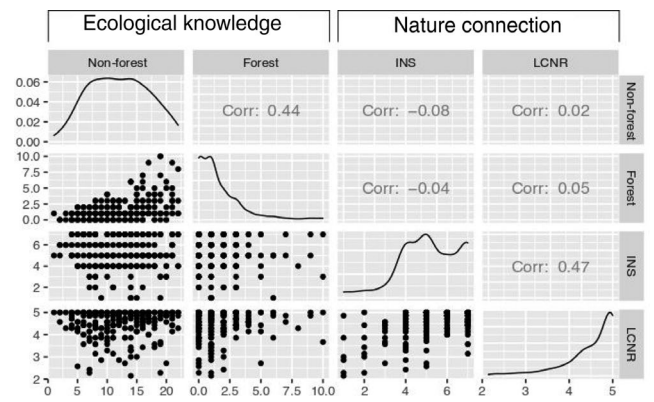 Ecological knowledge Nature connection
Non-forest Forest INS LCNR
0.06
0.04
0.02
0.00
Corr: 0.44 Corr: −0.08 Corr: 0.02
Non-forest
10.0
7.5
5.0
2.5
0.0
Corr: −0.04 Corr: 0.05
Forest
6
4
2
Corr: 0.47
INS
5
4
3
2
LCNR
0 5 10 15 20 0.0 2.5 5.0 7.5 10.0 2 4 6 2 3 4 5